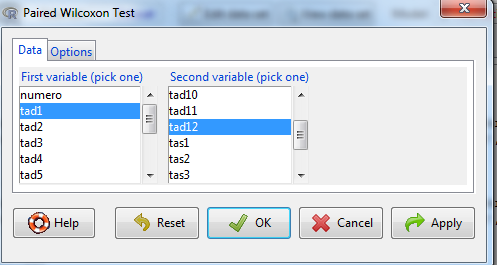 Paired Wilcoxon Test
Data Options
First variable (pick one) Second variable (pick one)
numero tad10
tad1 tad11
tad2 tad12
tad3 tas1
tad4 tas2
tad5 tas3
Help Reset OK Cancel Apply